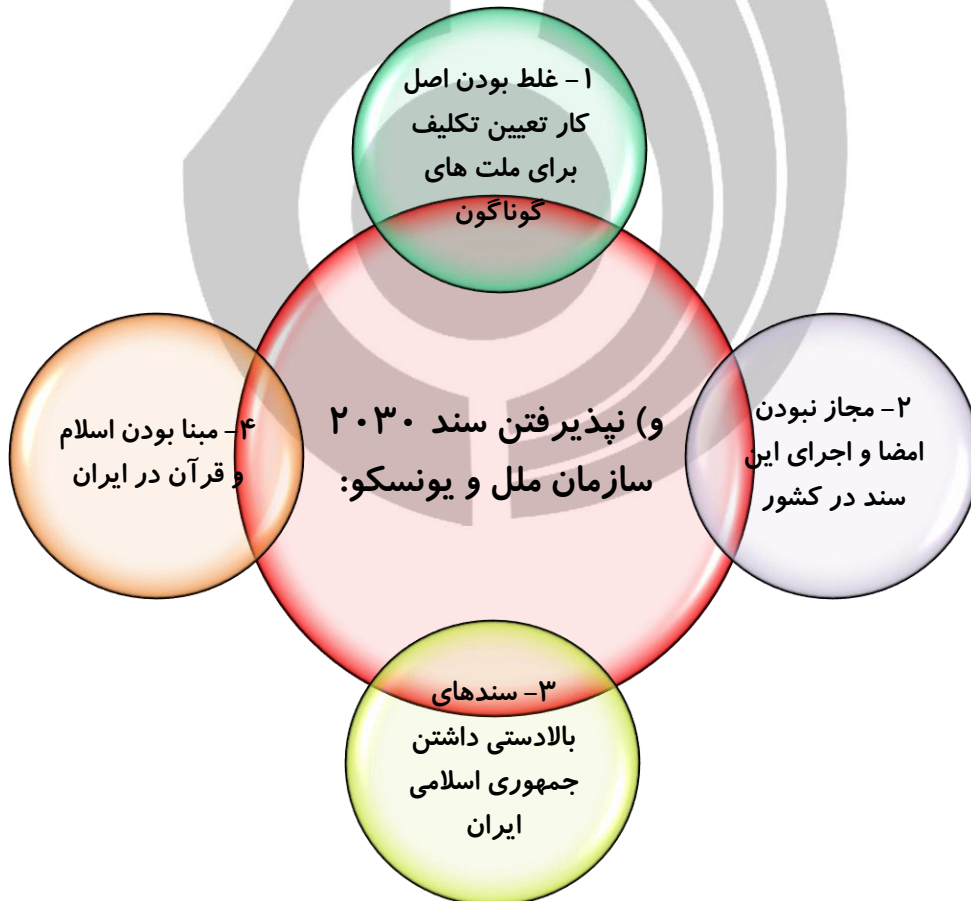 ۱- غلط بودن اصل
کار تعیین تکلیف
برای ملت های
گوناگون
و) نپذیرفتن سند ۲۰۳۰
سازمان ملل و یونسکو:
۲- مجاز نبودن
امضا و اجرای این
سند در کشور
۳- سندهای
بالادستی داشتن
جمهوری اسلامی
ایران
۴- مبنا بودن اسلام
و قرآن در ایران